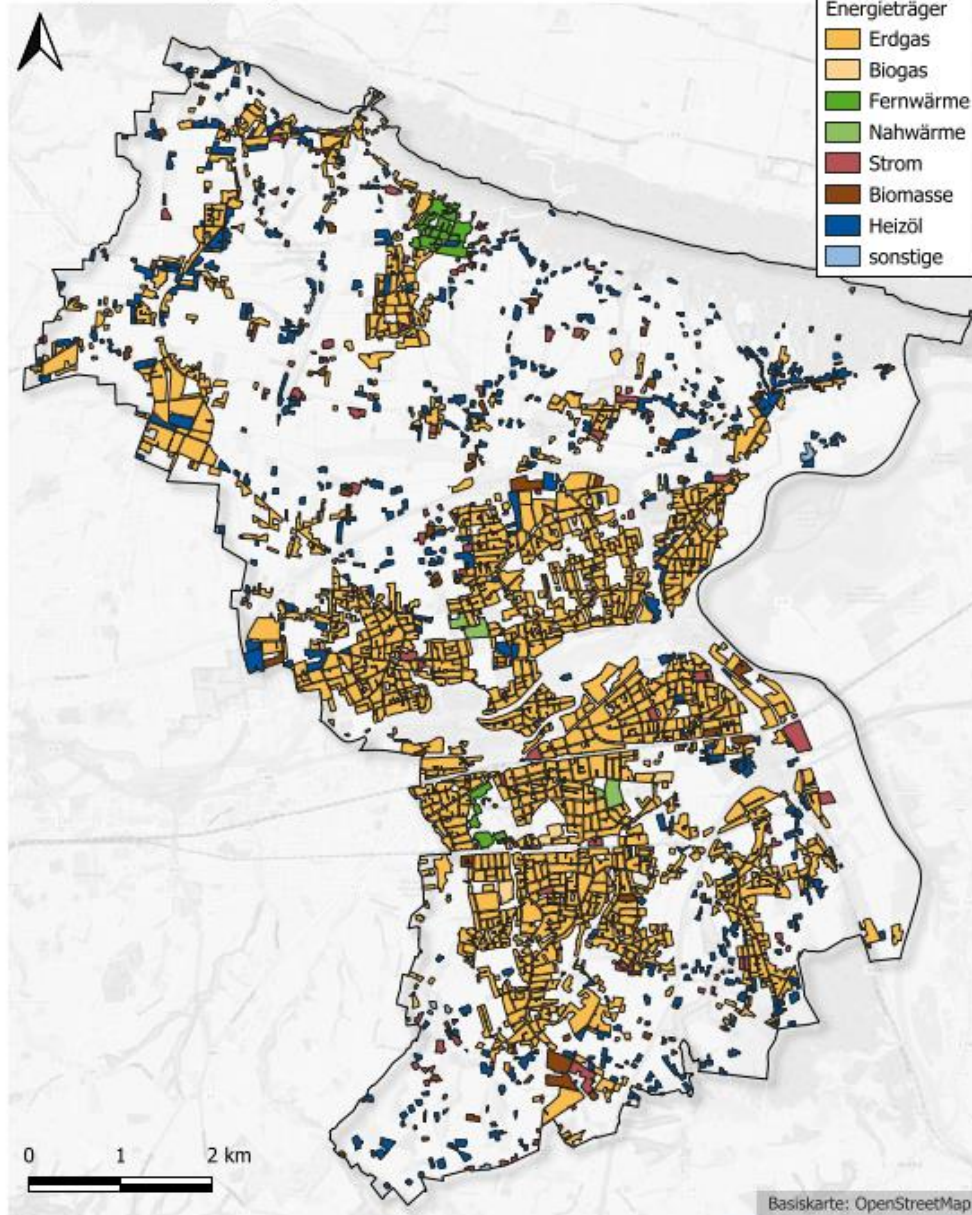 Energieträger
Erdgas
Biogas
Fernwärme
Nahwärme
Strom
Biomasse
Heizöl
sonstige
0 1 2 km
Basiskarte: OpenStreetMap